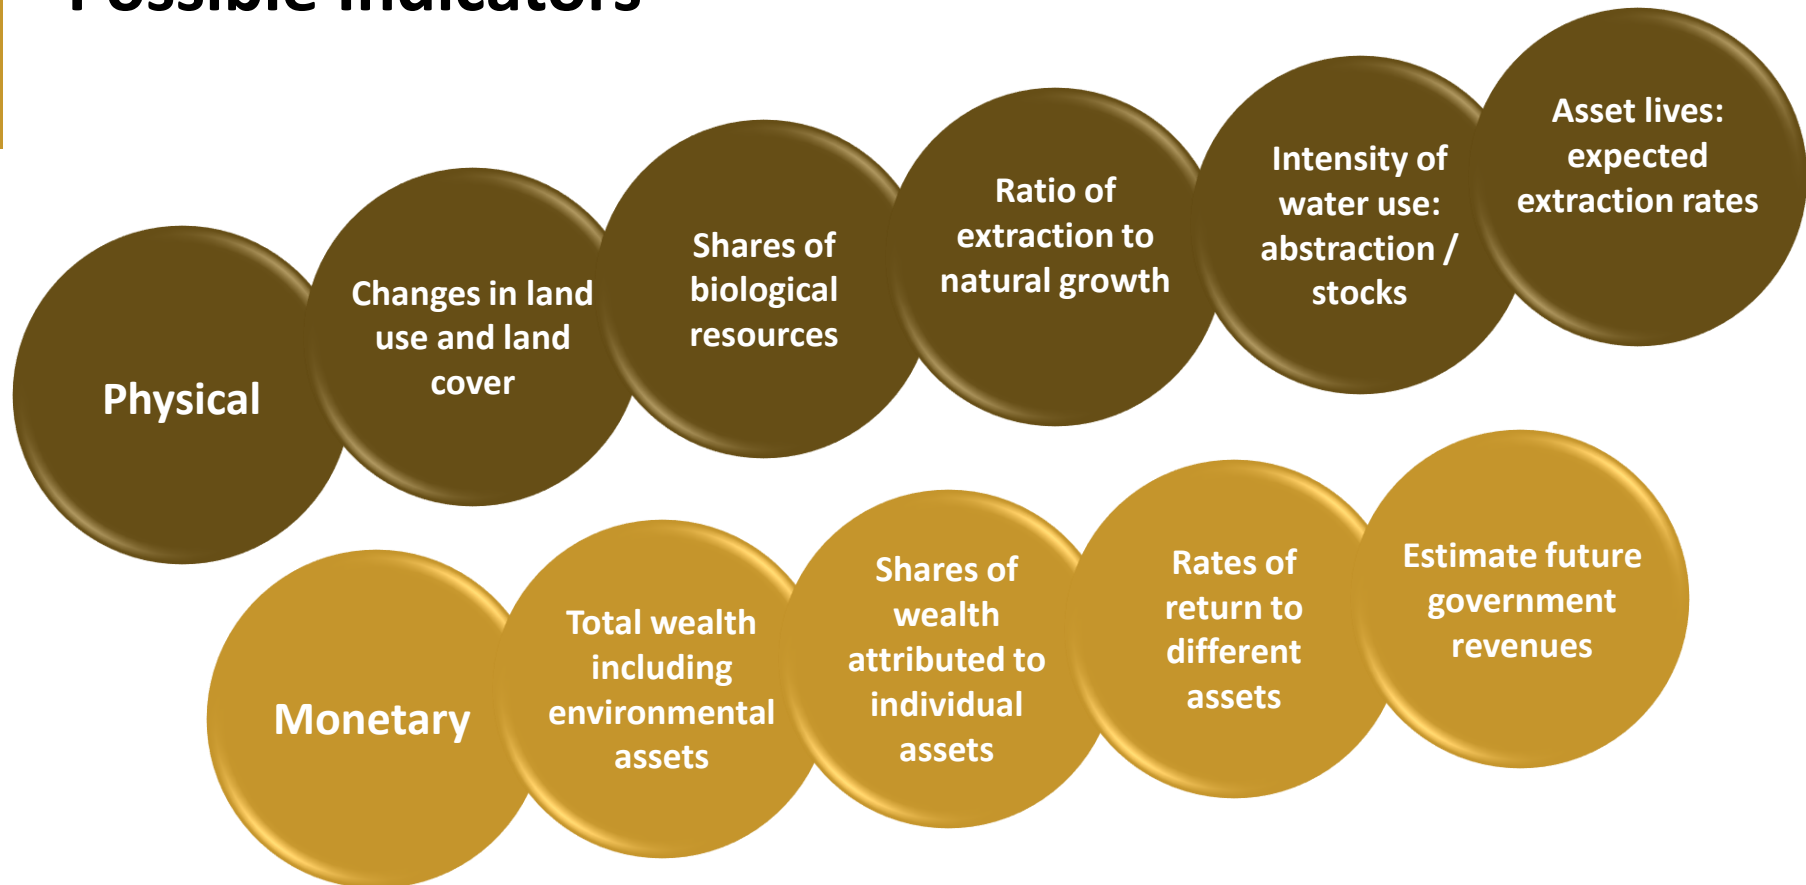 Possible Indicators
Physical
Changes in land
use and land
cover
Shares of
biological
resources
Ratio of
extraction to
natural growth
Intensity of
water use:
abstraction /
stocks
Asset lives:
expected
extraction rates
Monetary
Total wealth
including
environmental
assets
Shares of
wealth
attributed to
individual
assets
Rates of
return to
different
assets
Estimate future
government
revenues